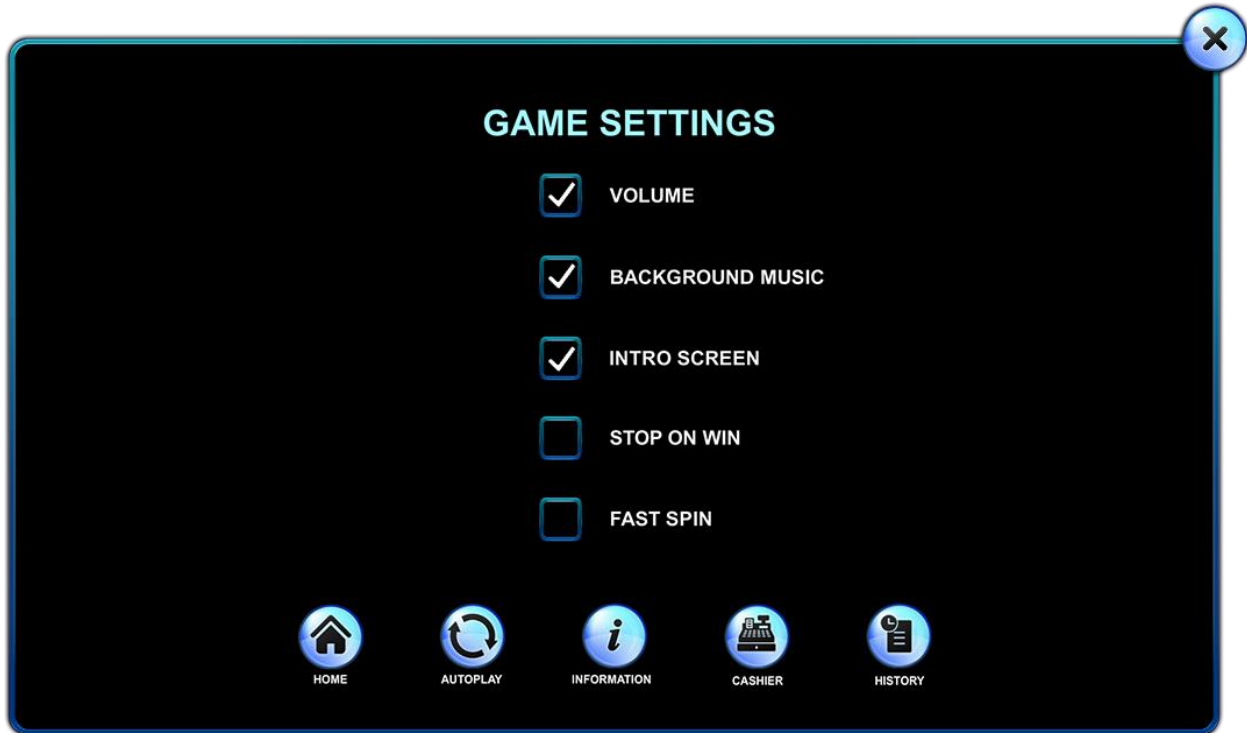 GAME SETTINGS
VOLUME
BACKGROUND MUSIC
INTRO SCREEN
STOP ON WIN
FAST SPIN
HOME AUTOPLAY INFORMATION CASHIER HISTORY